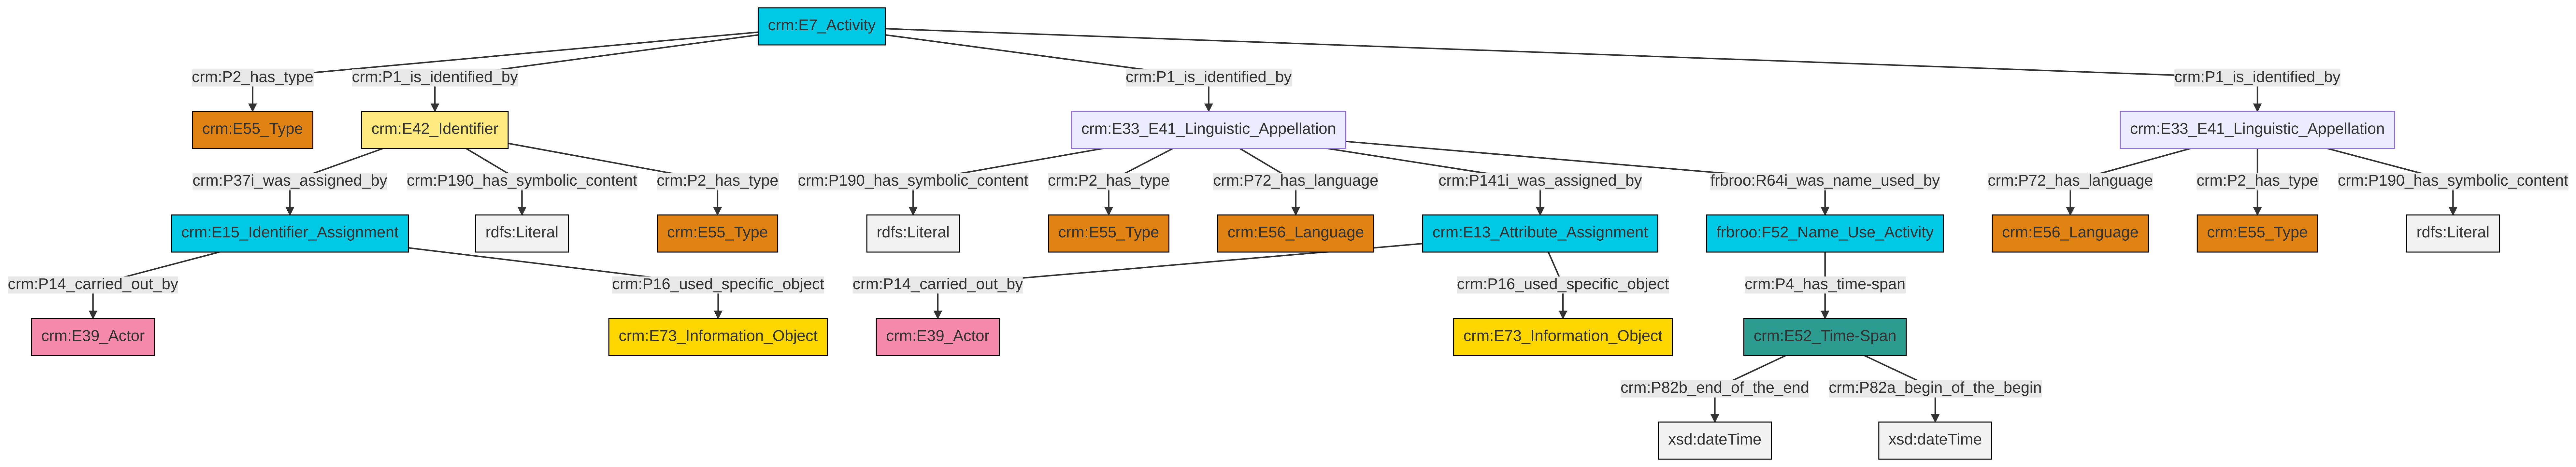 crm:E7_Activity
crm:P2_has_type
crm:P1_is_identified_by
crm:P1_is_identified_by
crm:P1_is_identified_by
crm:E55_Type
crm:E42_Identifier
crm:E33_E41_Linguistic_Appellation
crm:E33_E41_Linguistic_Appellation
crm:P37i_was_assigned_by
crm:P190_has_symbolic_content
crm:P2_has_type
crm:P190_has_symbolic_content
crm:P2_has_type
crm:P72_has_language
crm:P141i_was_assigned_by
frbroo:R64i_was_name_used_by
crm:P72_has_language
crm:P2_has_type
crm:P190_has_symbolic_content
crm:E15_Identifier_Assignment
rdfs:Literal
crm:E55_Type
rdfs:Literal
crm:E55_Type
crm:E56_Language
crm:E13_Attribute_Assignment
frbroo:F52_Name_Use_Activity
crm:E56_Language
crm:E55_Type
rdfs:Literal
crm:P14_carried_out_by
crm:P16_used_specific_object
crm:P14_carried_out_by
crm:P16_used_specific_object
crm:P4_has_time-span
crm:E39_Actor
crm:E73_Information_Object
crm:E39_Actor
crm:E73_Information_Object
crm:E52_Time-Span
crm:P82b_end_of_the_end
crm:P82a_begin_of_the_begin
xsd:dateTime
xsd:dateTime